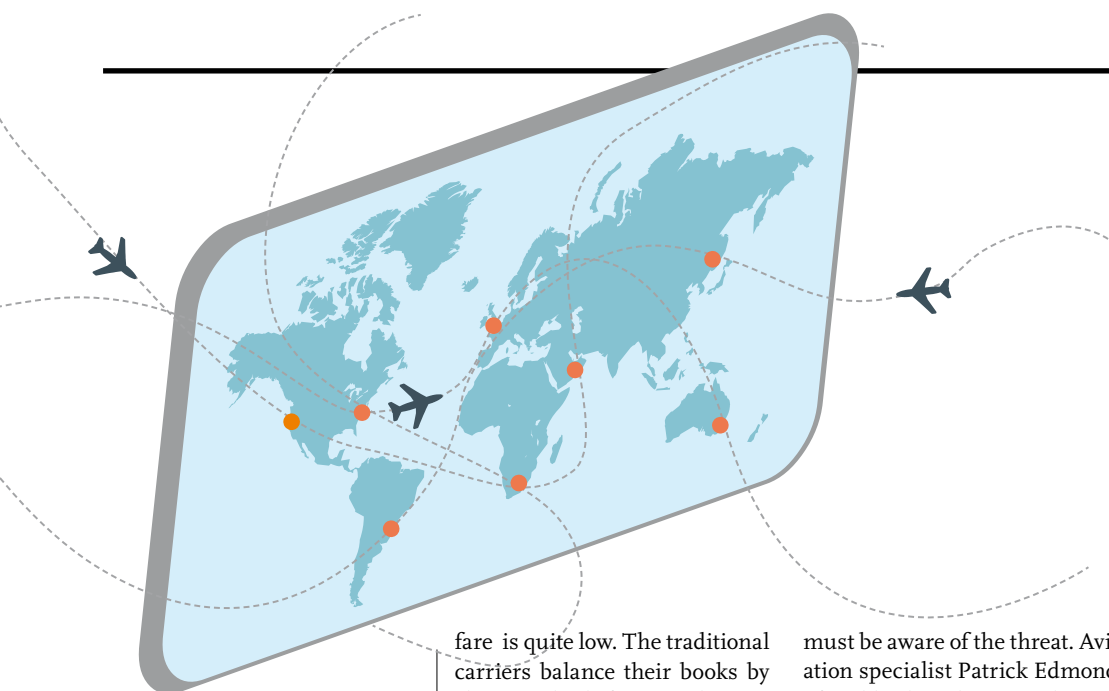 fare is quite low. The traditional
carriers balance their books by
must be aware of the threat. Avi
ation specialist Patrick Edmond